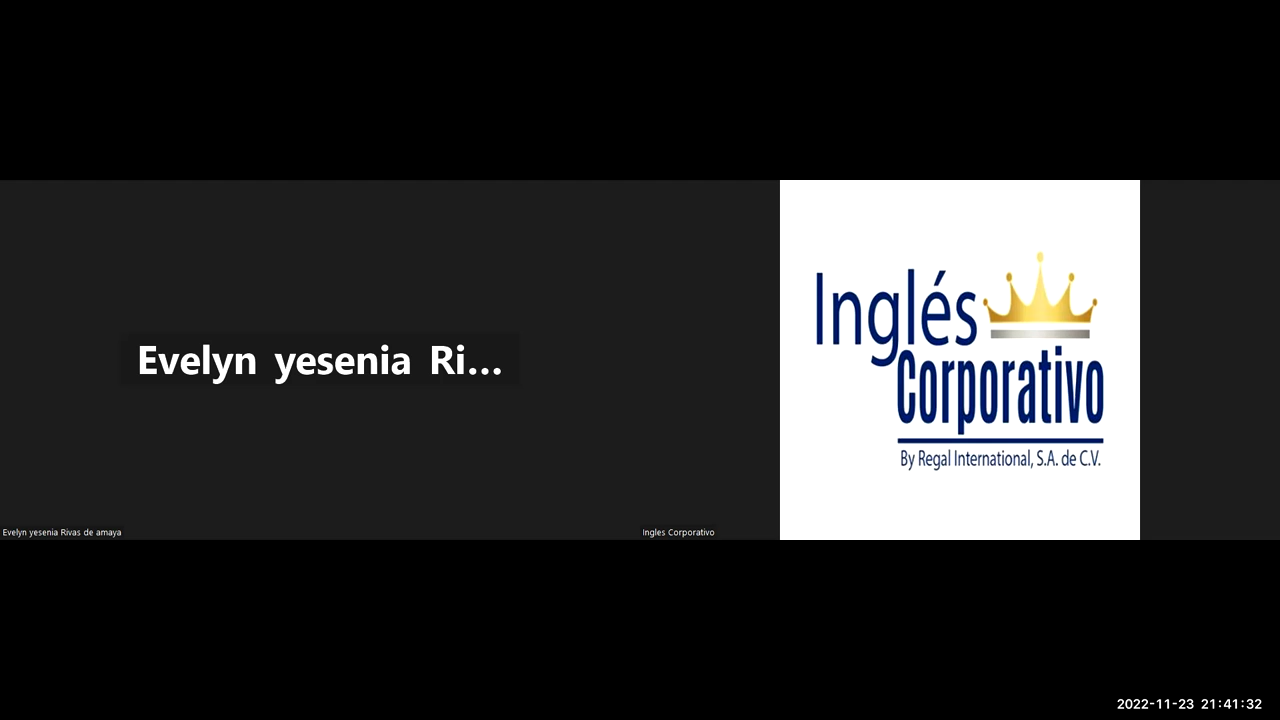 Evelyn yesenia Ri...
Evelyn yesenia Rivas de amaya
Inglés
Corporativo
By Regal International, S.A. de C.V.
Ingles Corporativo
2022-11-23 21:41:32